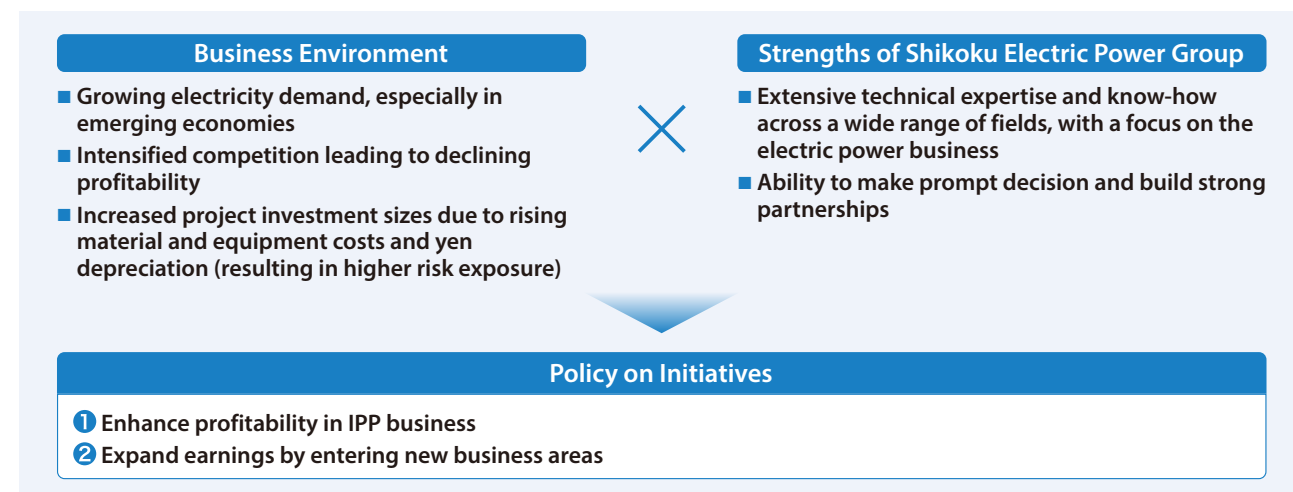 Business Environment
■ Growing electricity demand, especially in
emerging economies
■ Intensified competition leading to declining
profitability
■ Increased project investment sizes due to rising
material and equipment costs and yen
depreciation (resulting in higher risk exposure)
Strengths of Shikoku Electric Power Group
■ Extensive technical expertise and know-how
across a wide range of fields, with a focus on the
electric power business
■ Ability to make prompt decision and build strong
partnerships
Policy on Initiatives
❶ Enhance profitability in IPP business
❷ Expand earnings by entering new business areas